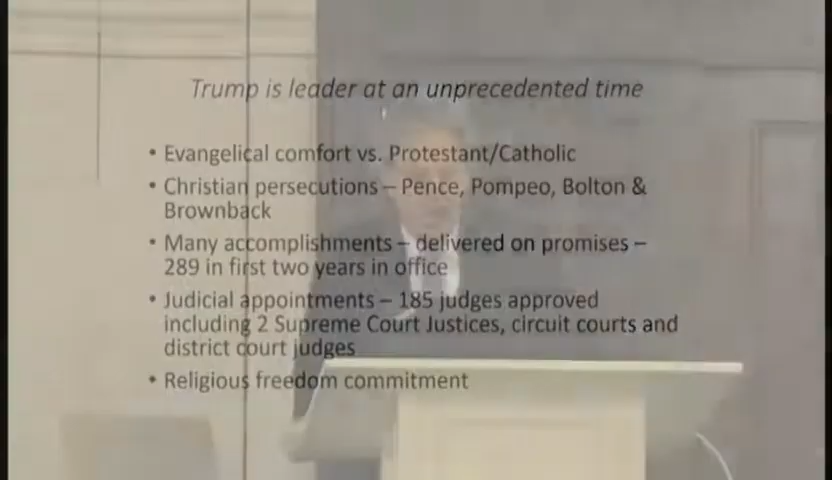 Trump is leader at an unprecedented time
• Evangelical comfort vs. Protestant/Catholic
• Christian persecutions – Pence, Pompeo, Bolton &
Brownback
• Many accomplishments – delivered on promises –
289 in first two years in office
• Judicial appointments – 185 judges approved
including 2 Supreme Court Justices, circuit courts and
district court judges
• Religious freedom commitment